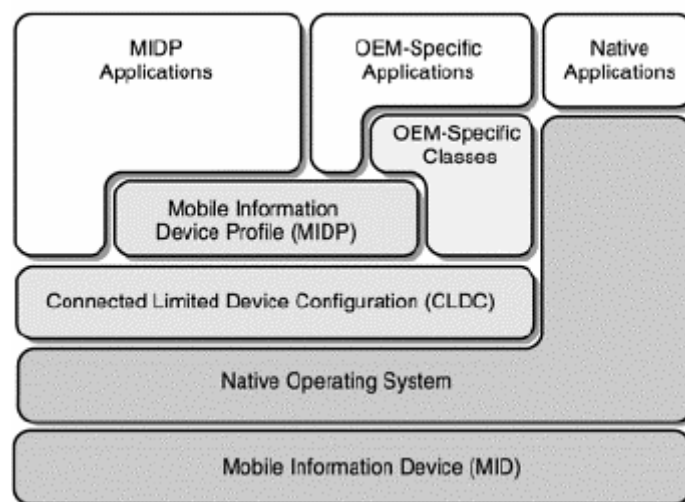 MIDP
Applications
OEM-Specific
Applications
Native
Applications
OEM-Specific
Classes
Mobile Information
Device Profile (MIDP)
Connected Limited Device Configuration (CLDC)
Native Operating System
Mobile Information Device (MID)